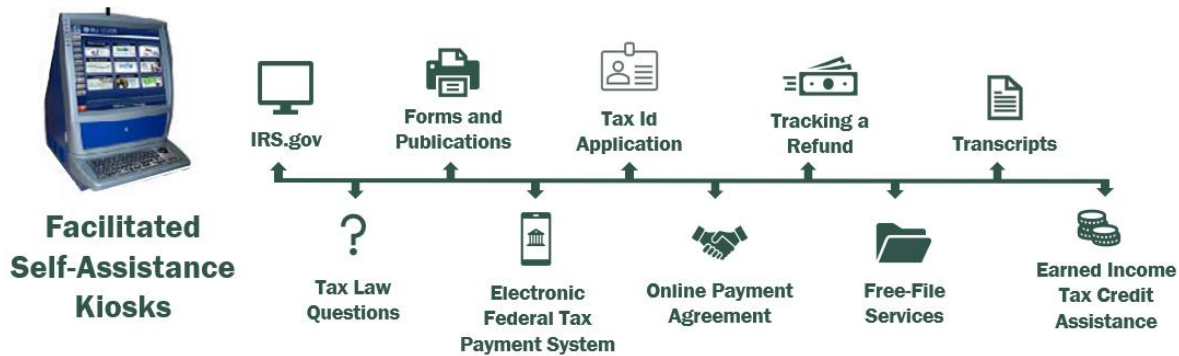 IRS.gov
Forms and
Publications
Tax Id
Application
Tracking a
Refund
Transcripts
Facilitated
Self-Assistance
Kiosks
Tax Law
Questions
Electronic
Federal Tax
Payment System
Online Payment
Agreement
Free-File
Services
Earned Income
Tax Credit
Assistance